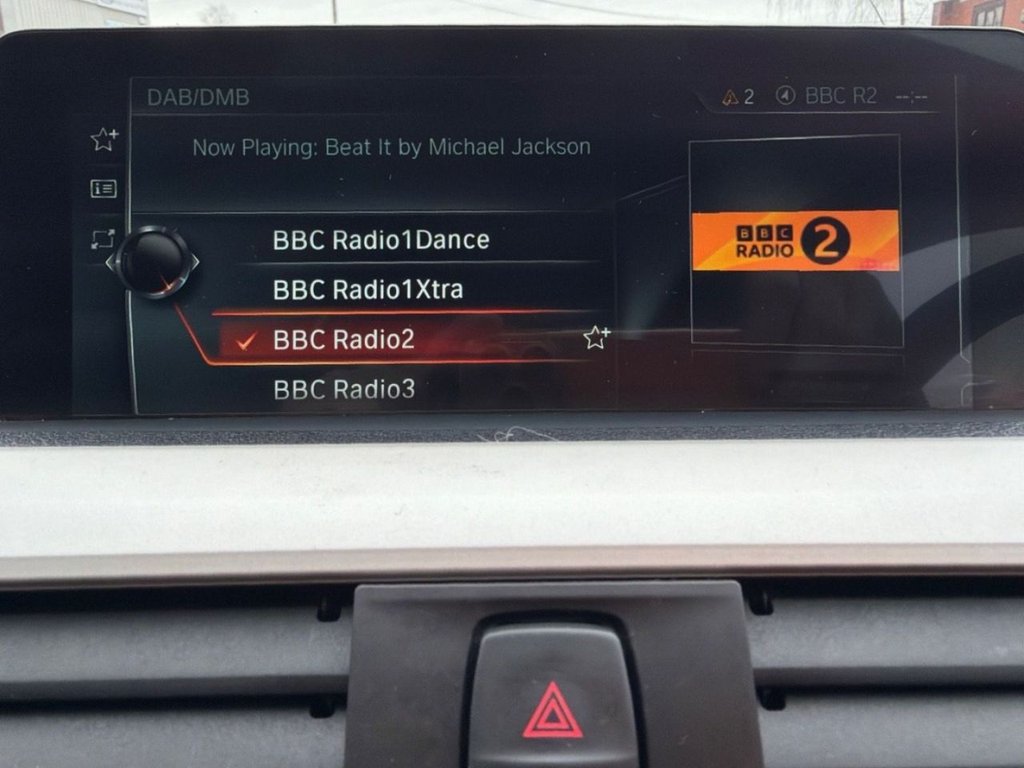 DAB/DMB
2 BBC R2 --:--
Now Playing: Beat It by Michael Jackson
BBC Radio1Dance
BBC Radio1Xtra
BBC Radio2
BBC Radio3
BBC
RADIO 2